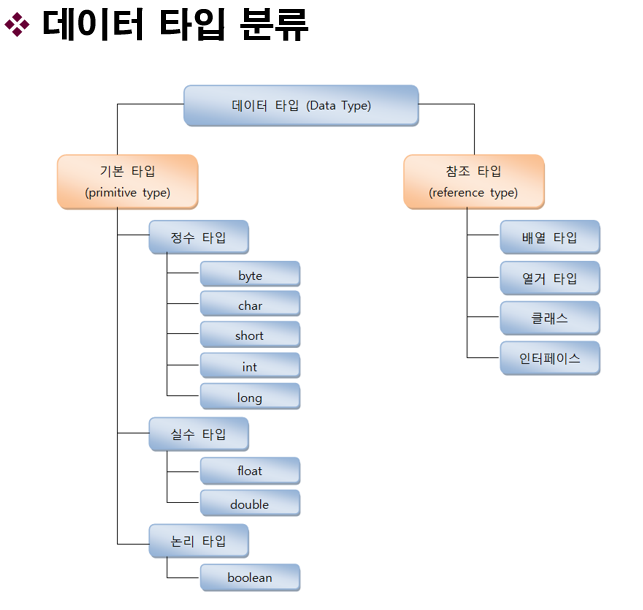 데이터 타입 분류
데이터 타입 (Data Type)
기본 타입
(primitive type)
정수 타입
byte
char
short
int
long
실수 타입
float
double
논리 타입
boolean
참조 타입
(reference type)
배열 타입
열거 타입
클래스
인터페이스